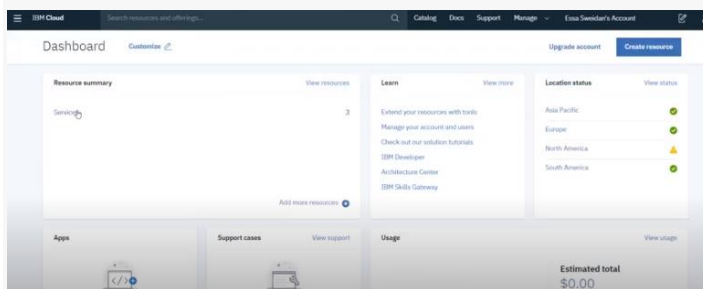 IBM Cloud
Search resources and offerings...
Catalog
Docs
Support
Manage
Essa Sweidan's Account
Dashboard
Customize
Upgrade account
Create resource
Resource summary
View resources
Services
3
Add more resources
Learn
View more
Extend your resources with tools
Manage your account and users
Check out our solution tutorials
IBM Developer
Architecture Center
IBM Skills Gateway
Location status
View status
Asia Pacific
Europe
North America
South America
Apps
Support cases
View support
Usage
View usage
Estimated total
$0.00